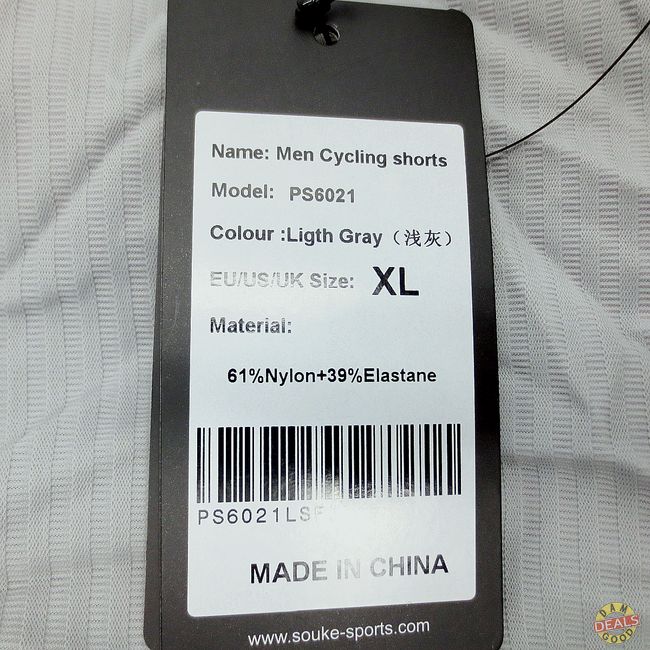 Name: Men Cycling shorts
Model: PS6021
Colour :Ligth Gray（浅灰）
EU/US/UK Size: XL
Material:
61%Nylon+39%Elastane
MADE IN CHINA
www.souke-sports.com
DAMN
DEALS
GOOD